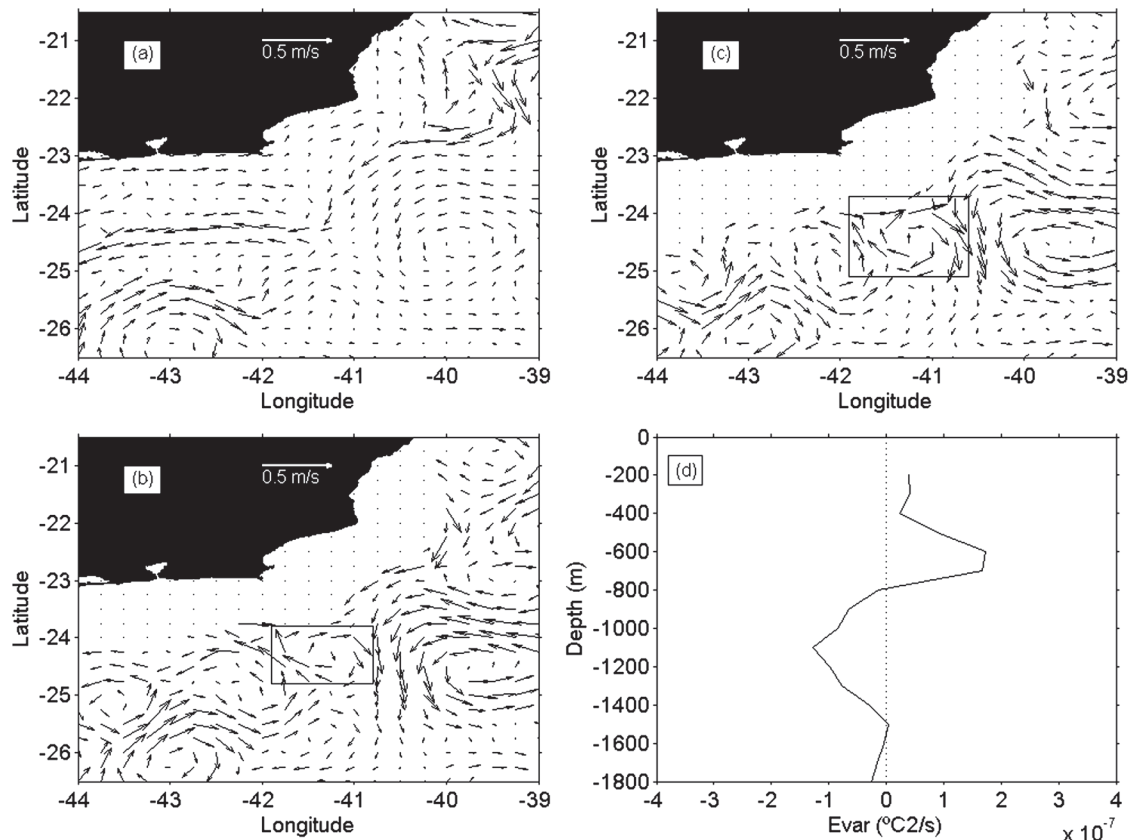 (a)
0.5 m/s
-21
-22
-23
-24
-25
-26
Latitude
-44 -43 -42 -41 -40 -39
Longitude
(c)
0.5 m/s
-21
-22
-23
-24
-25
-26
Latitude
-44 -43 -42 -41 -40 -39
Longitude
(b)
0.5 m/s
-21
-22
-23
-24
-25
-26
Latitude
-44 -43 -42 -41 -40 -39
Longitude
(d)
0
-200
-400
-600
-800
-1000
-1200
-1400
-1600
-1800
Depth (m)
-4 -3 -2 -1 0 1 2 3 4
Evar (ºC2/s)
x 10-7